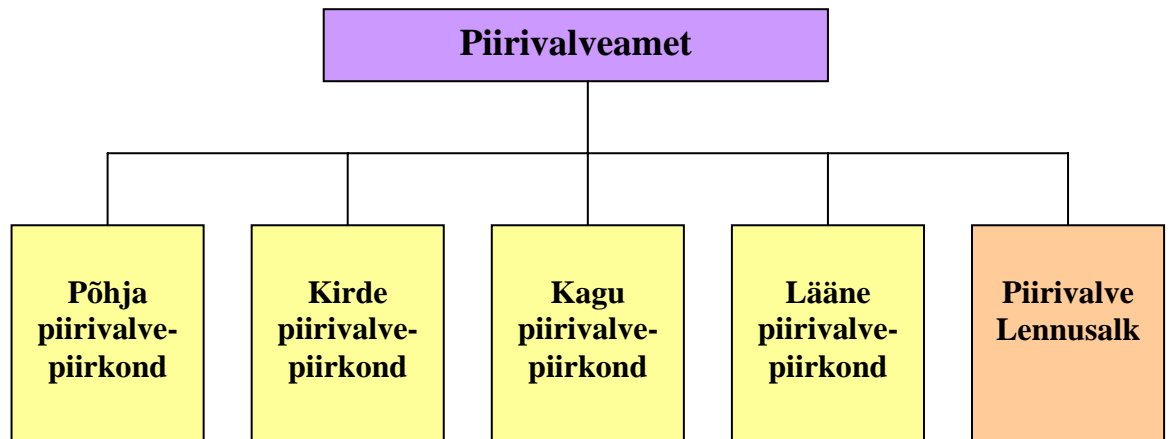 Piirivalveamet
Põhja
piirivalve-
piirkond
Kirde
piirivalve-
piirkond
Kagu
piirivalve-
piirkond
Lääne
piirivalve-
piirkond
Piirivalve
Lennusalk